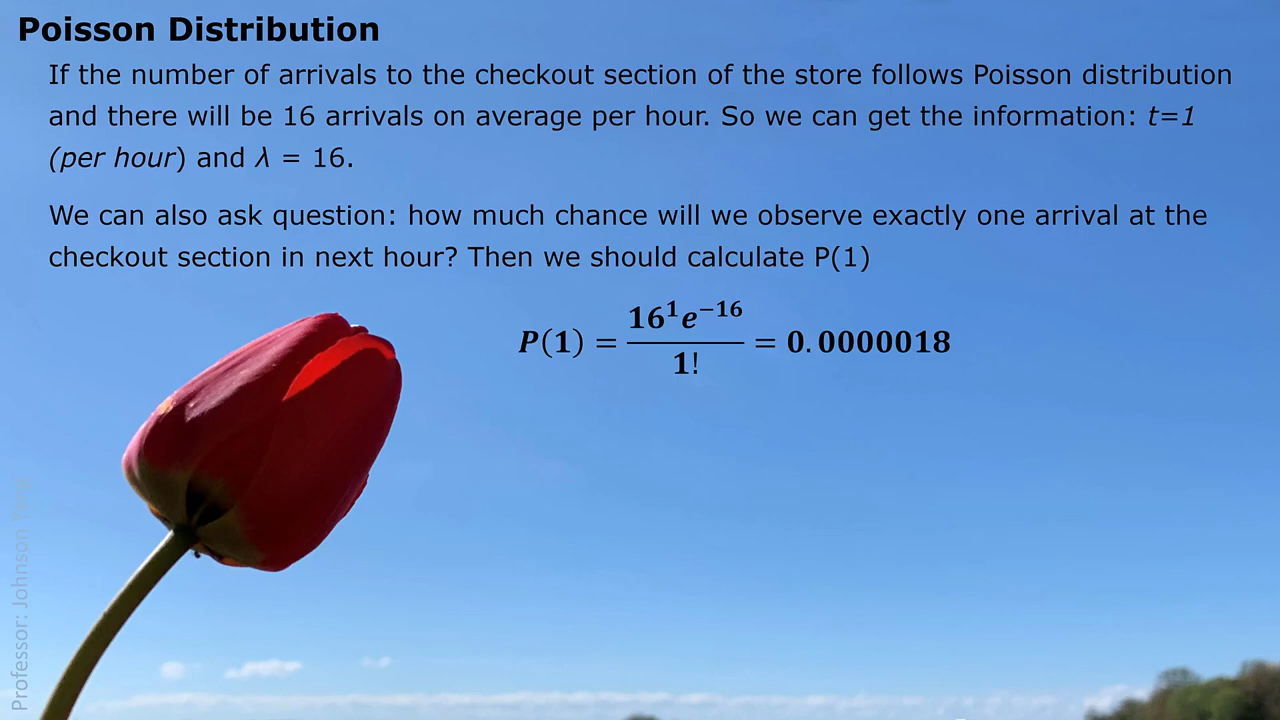 Poisson Distribution
If the number of arrivals to the checkout section of the store follows Poisson distribution
and there will be 16 arrivals on average per hour. So we can get the information: t=1
(per hour) and λ = 16.
We can also ask question: how much chance will we observe exactly one arrival at the
checkout section in next hour? Then we should calculate P(1)
P(1) = 16¹e⁻¹⁶ / 1! = 0.0000018
Professor: Johnson